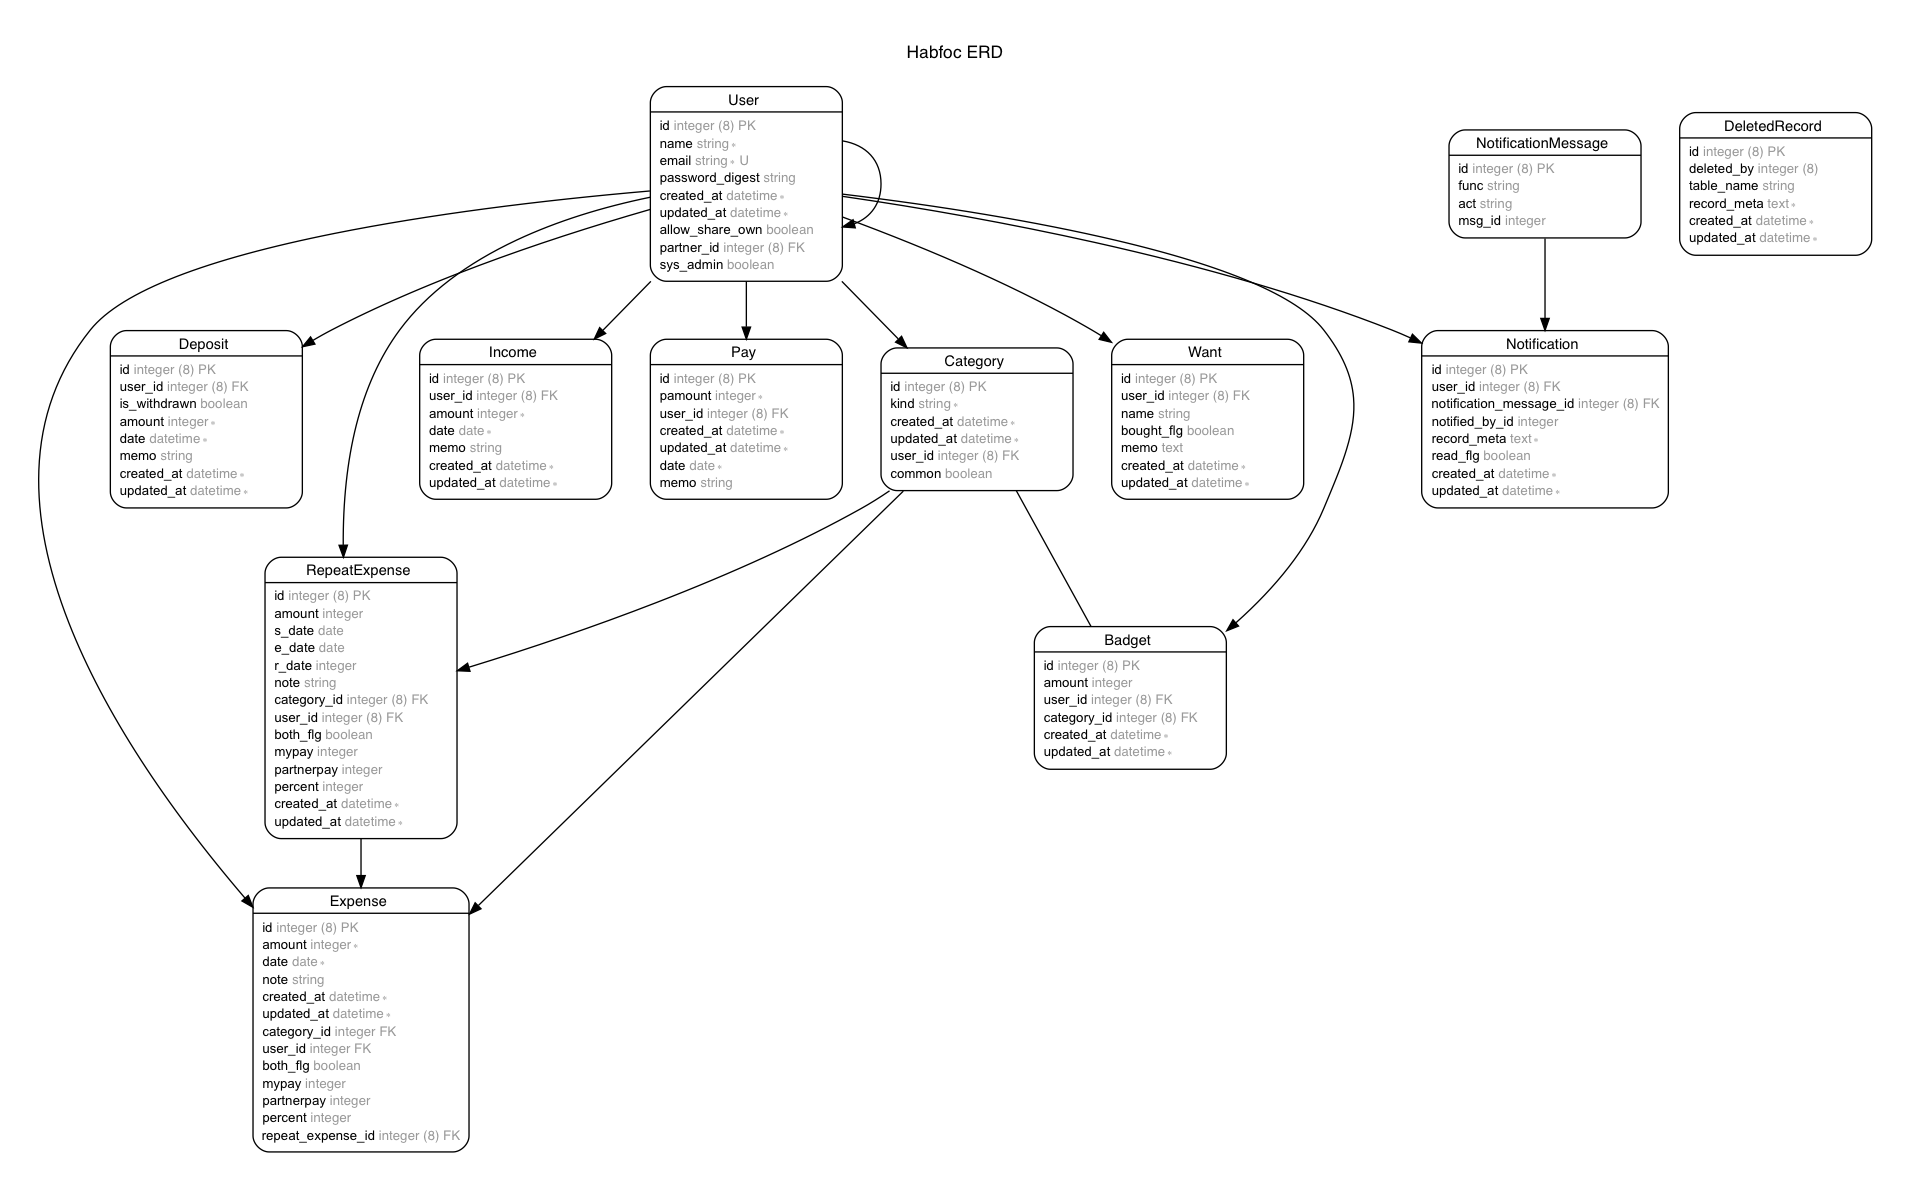 Habfoc ERD
User
id integer (8) PK
name string ∗
email string ∗ U
password_digest string
created_at datetime ∗
updated_at datetime ∗
allow_share_own boolean
partner_id integer (8) FK
sys_admin boolean
NotificationMessage
id integer (8) PK
func string
act string
msg_id integer
DeletedRecord
id integer (8) PK
deleted_by integer (8)
table_name string
record_meta text ∗
created_at datetime ∗
updated_at datetime ∗
Deposit
id integer (8) PK
user_id integer (8) FK
is_withdrawn boolean
amount integer ∗
date datetime ∗
memo string
created_at datetime ∗
updated_at datetime ∗
Income
id integer (8) PK
user_id integer (8) FK
amount integer ∗
date date ∗
memo string
created_at datetime ∗
updated_at datetime ∗
Pay
id integer (8) PK
pamount integer ∗
user_id integer (8) FK
created_at datetime ∗
updated_at datetime ∗
date date ∗
memo string
Category
id integer (8) PK
kind string ∗
created_at datetime ∗
updated_at datetime ∗
user_id integer (8) FK
common boolean
Want
id integer (8) PK
user_id integer (8) FK
name string
bought_flg boolean
memo text
created_at datetime ∗
updated_at datetime ∗
Notification
id integer (8) PK
user_id integer (8) FK
notification_message_id integer (8) FK
notified_by_id integer
record_meta text ∗
read_flg boolean
created_at datetime ∗
updated_at datetime ∗
RepeatExpense
id integer (8) PK
amount integer
s_date date
e_date date
r_date integer
note string
category_id integer (8) FK
user_id integer (8) FK
both_flg boolean
mypay integer
partnerpay integer
percent integer
created_at datetime ∗
updated_at datetime ∗
Badget
id integer (8) PK
amount integer
user_id integer (8) FK
category_id integer (8) FK
created_at datetime ∗
updated_at datetime ∗
Expense
id integer (8) PK
amount integer ∗
date date ∗
note string
created_at datetime ∗
updated_at datetime ∗
category_id integer FK
user_id integer FK
both_flg boolean
mypay integer
partnerpay integer
percent integer
repeat_expense_id integer (8) FK